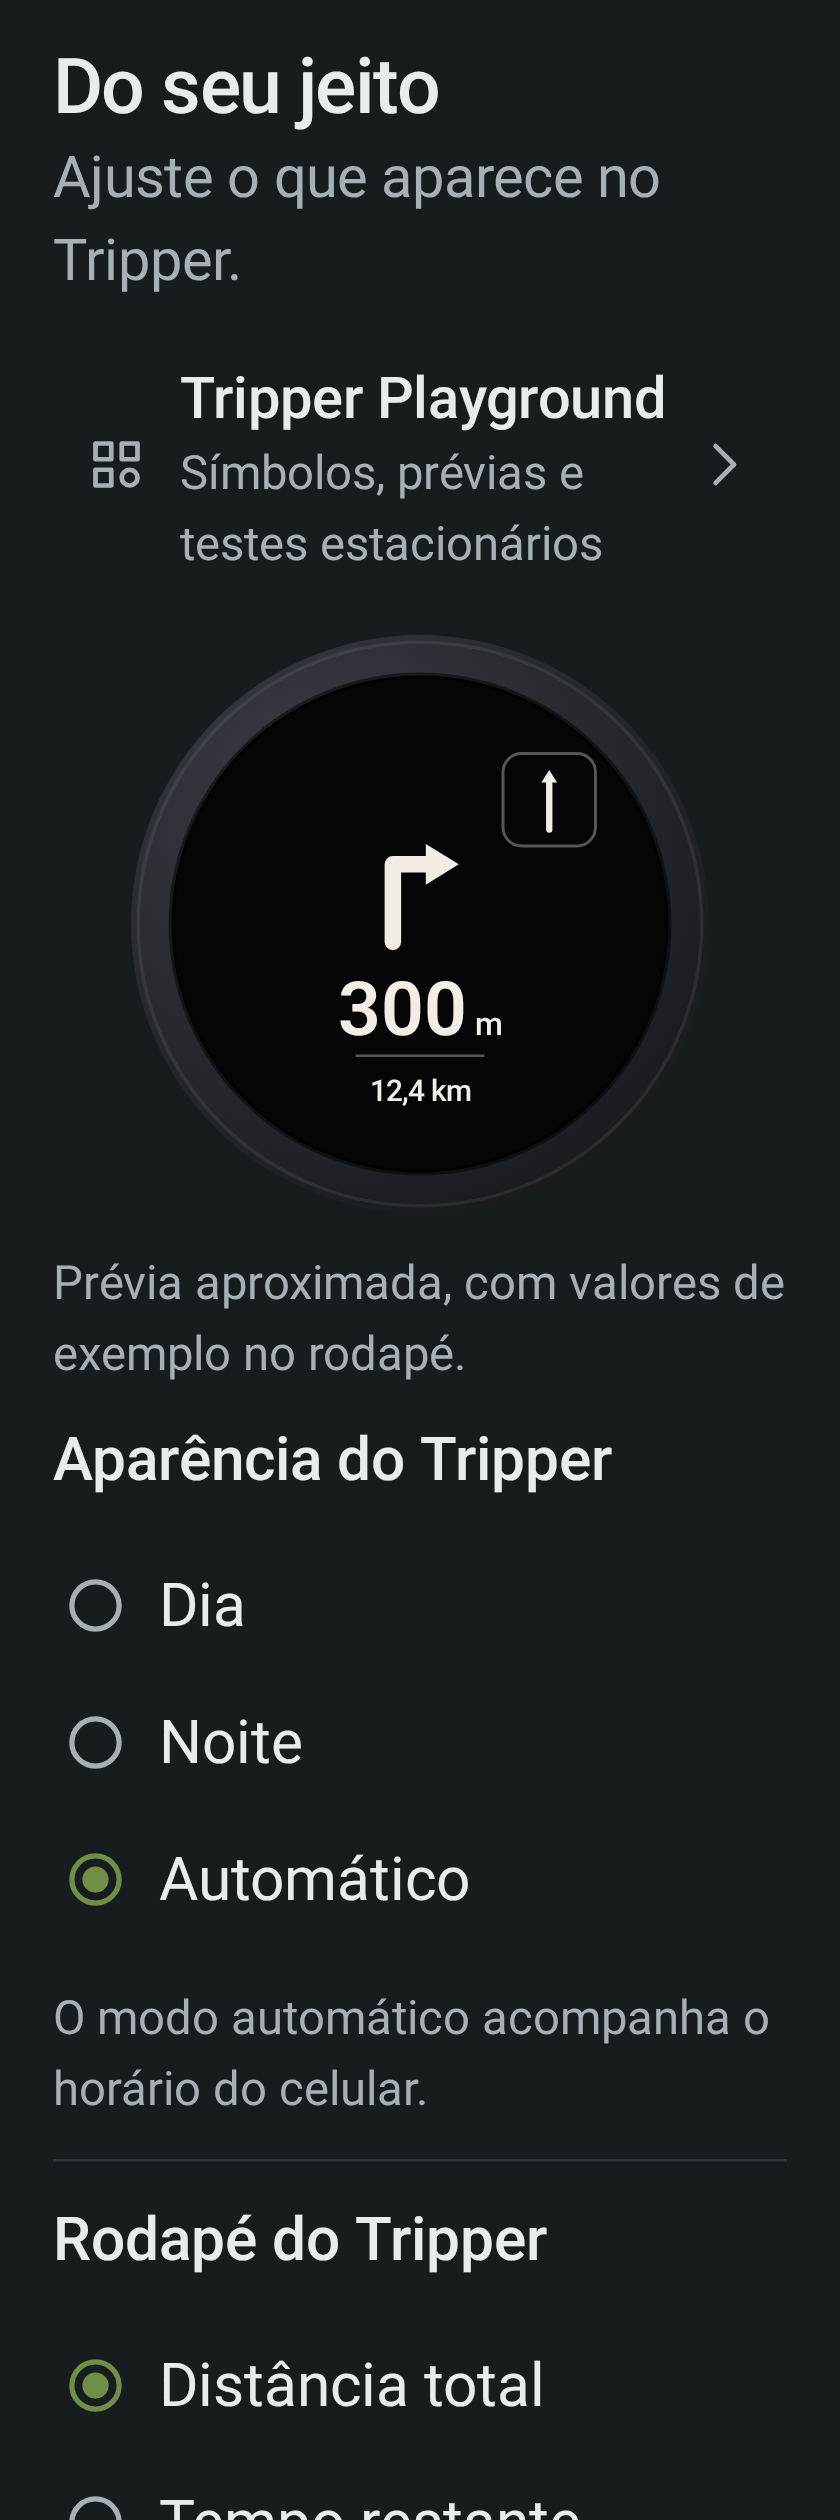 Do seu jeito
Ajuste o que aparece no
Tripper.
Tripper Playground
Símbolos, prévias e
testes estacionários
300 m
12,4 km
Prévia aproximada, com valores de
exemplo no rodapé.
Aparência do Tripper
Dia
Noite
Automático
O modo automático acompanha o
horário do celular.
Rodapé do Tripper
Distância total
Tempo restante